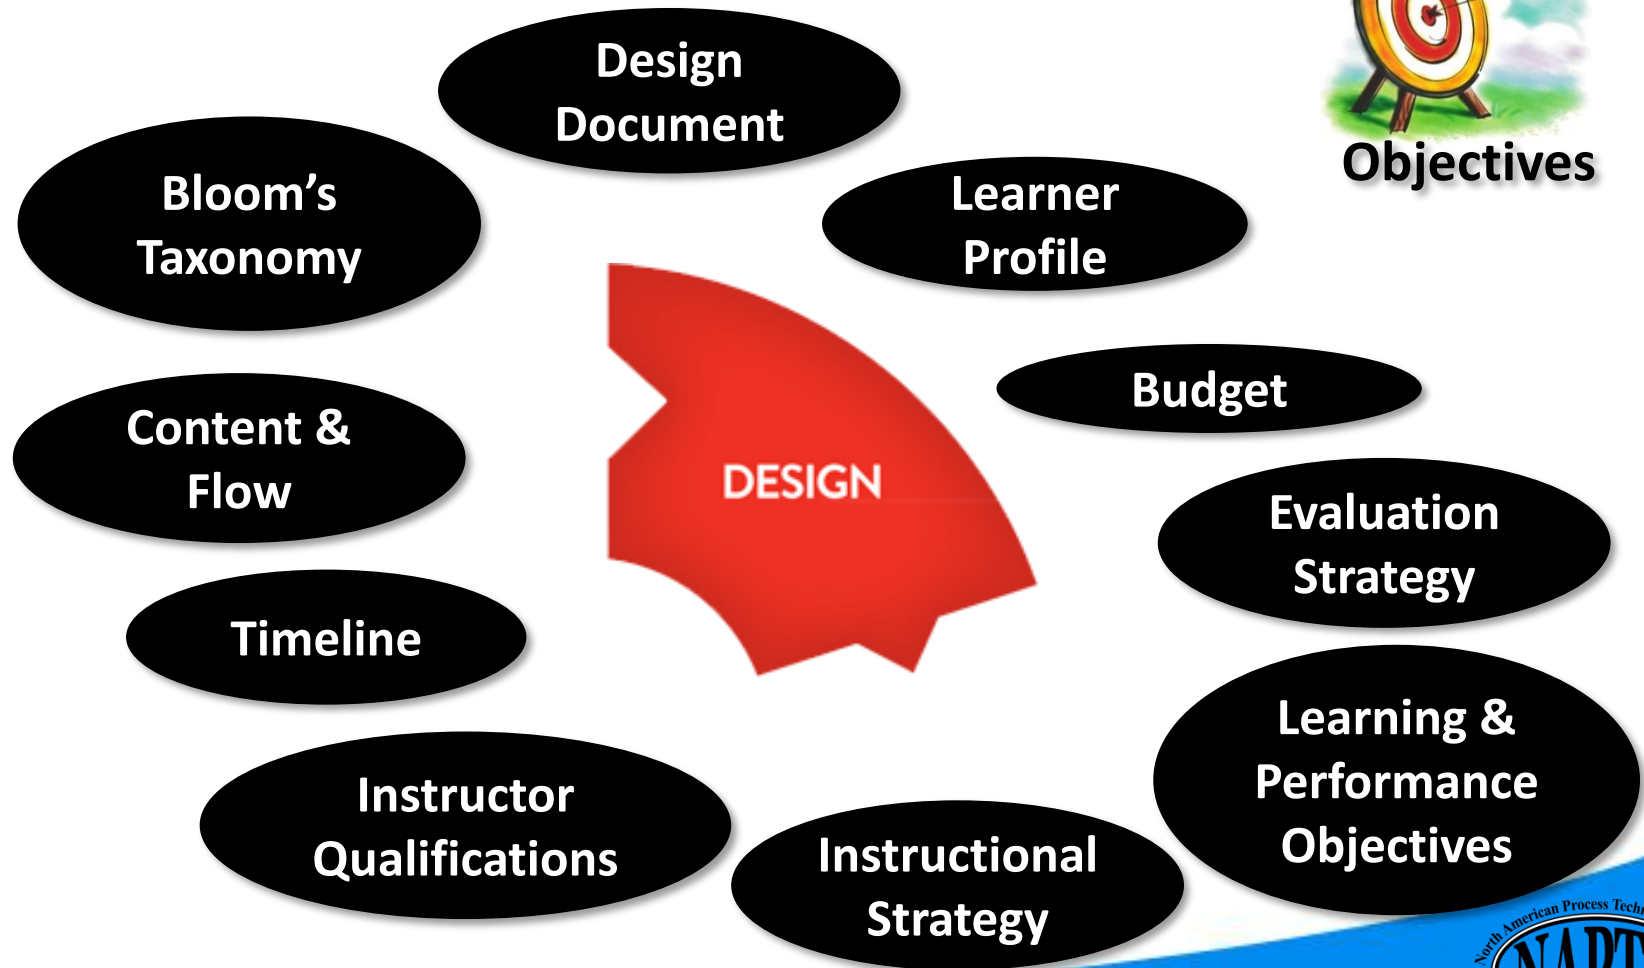 Design
Document
Objectives
Bloom’s
Taxonomy
Learner
Profile
Budget
Content &
Flow
DESIGN
Evaluation
Strategy
Timeline
Learning &
Performance
Objectives
Instructor
Qualifications
Instructional
Strategy
North American Process